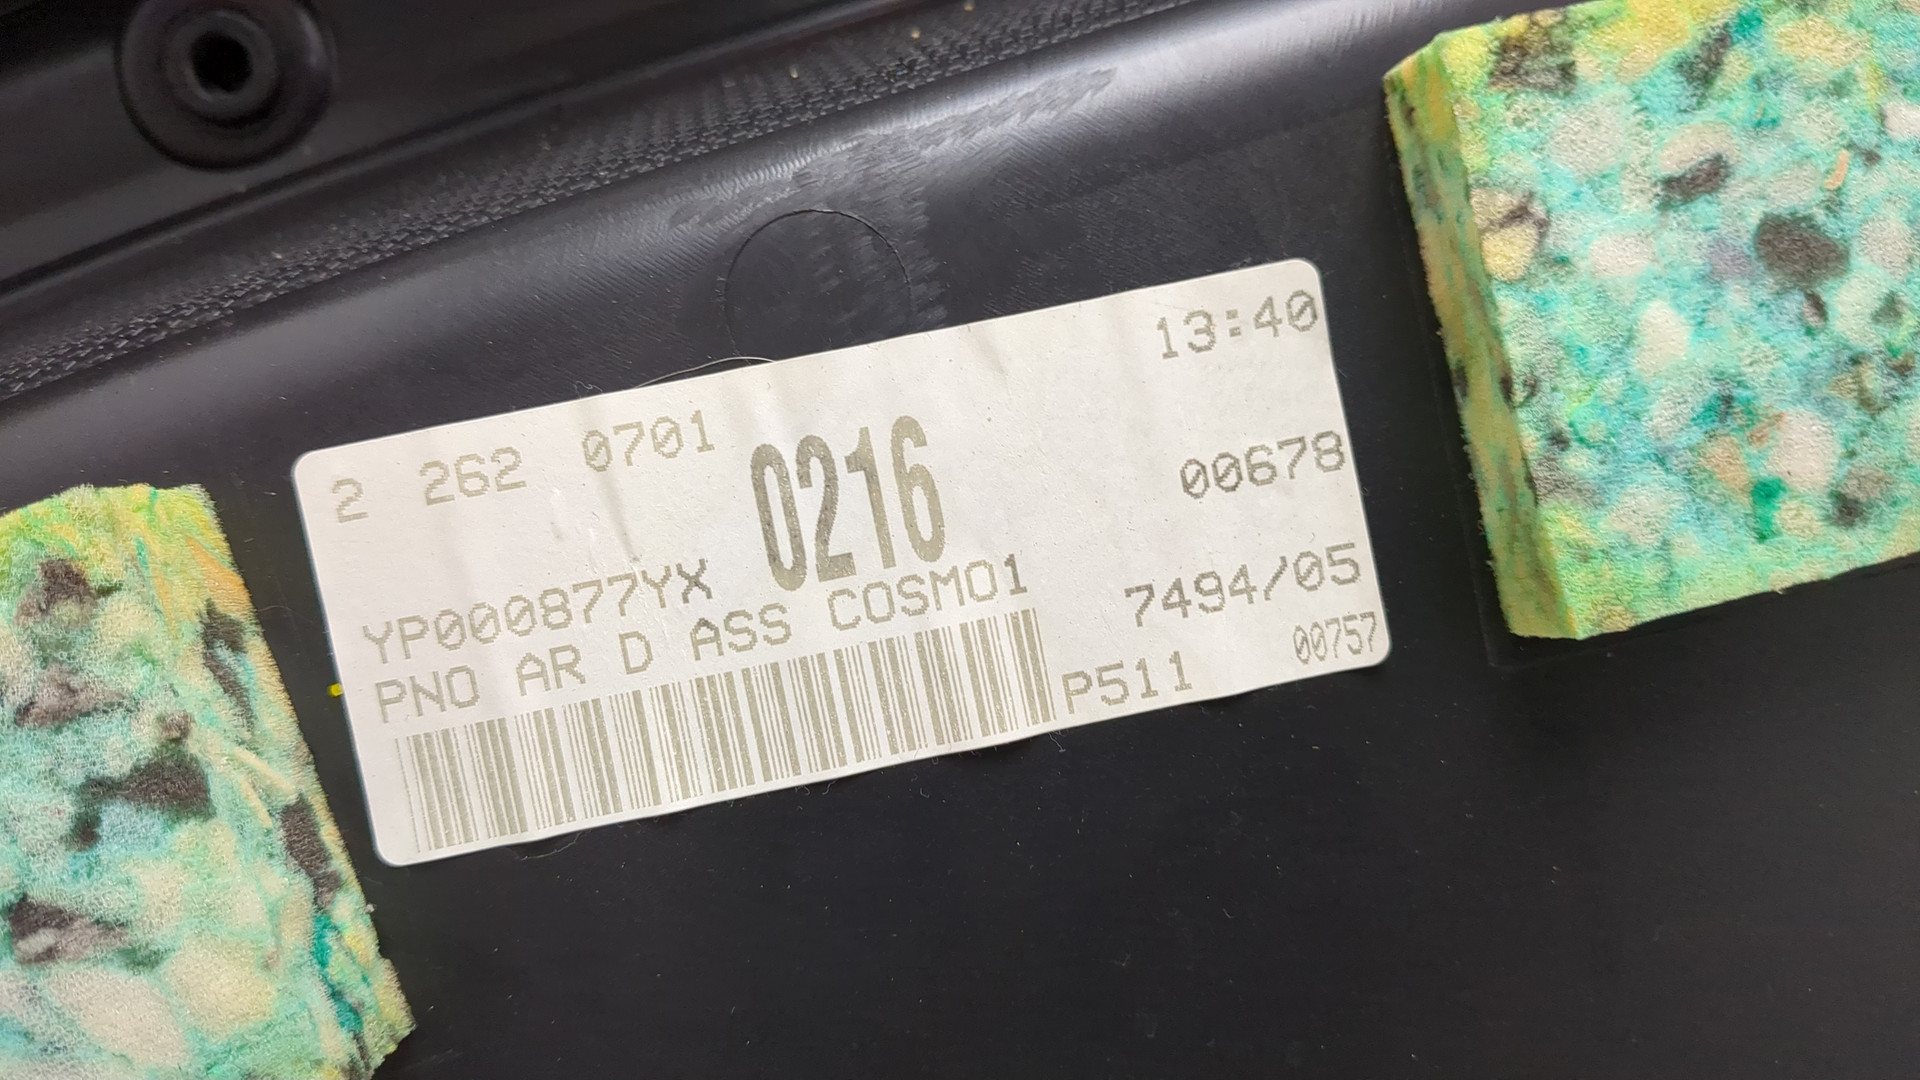 13:40
2 262 0701 0216 00678
YP000877YX 7494/05
PNO AR D ASS COSMO1 00757
P511